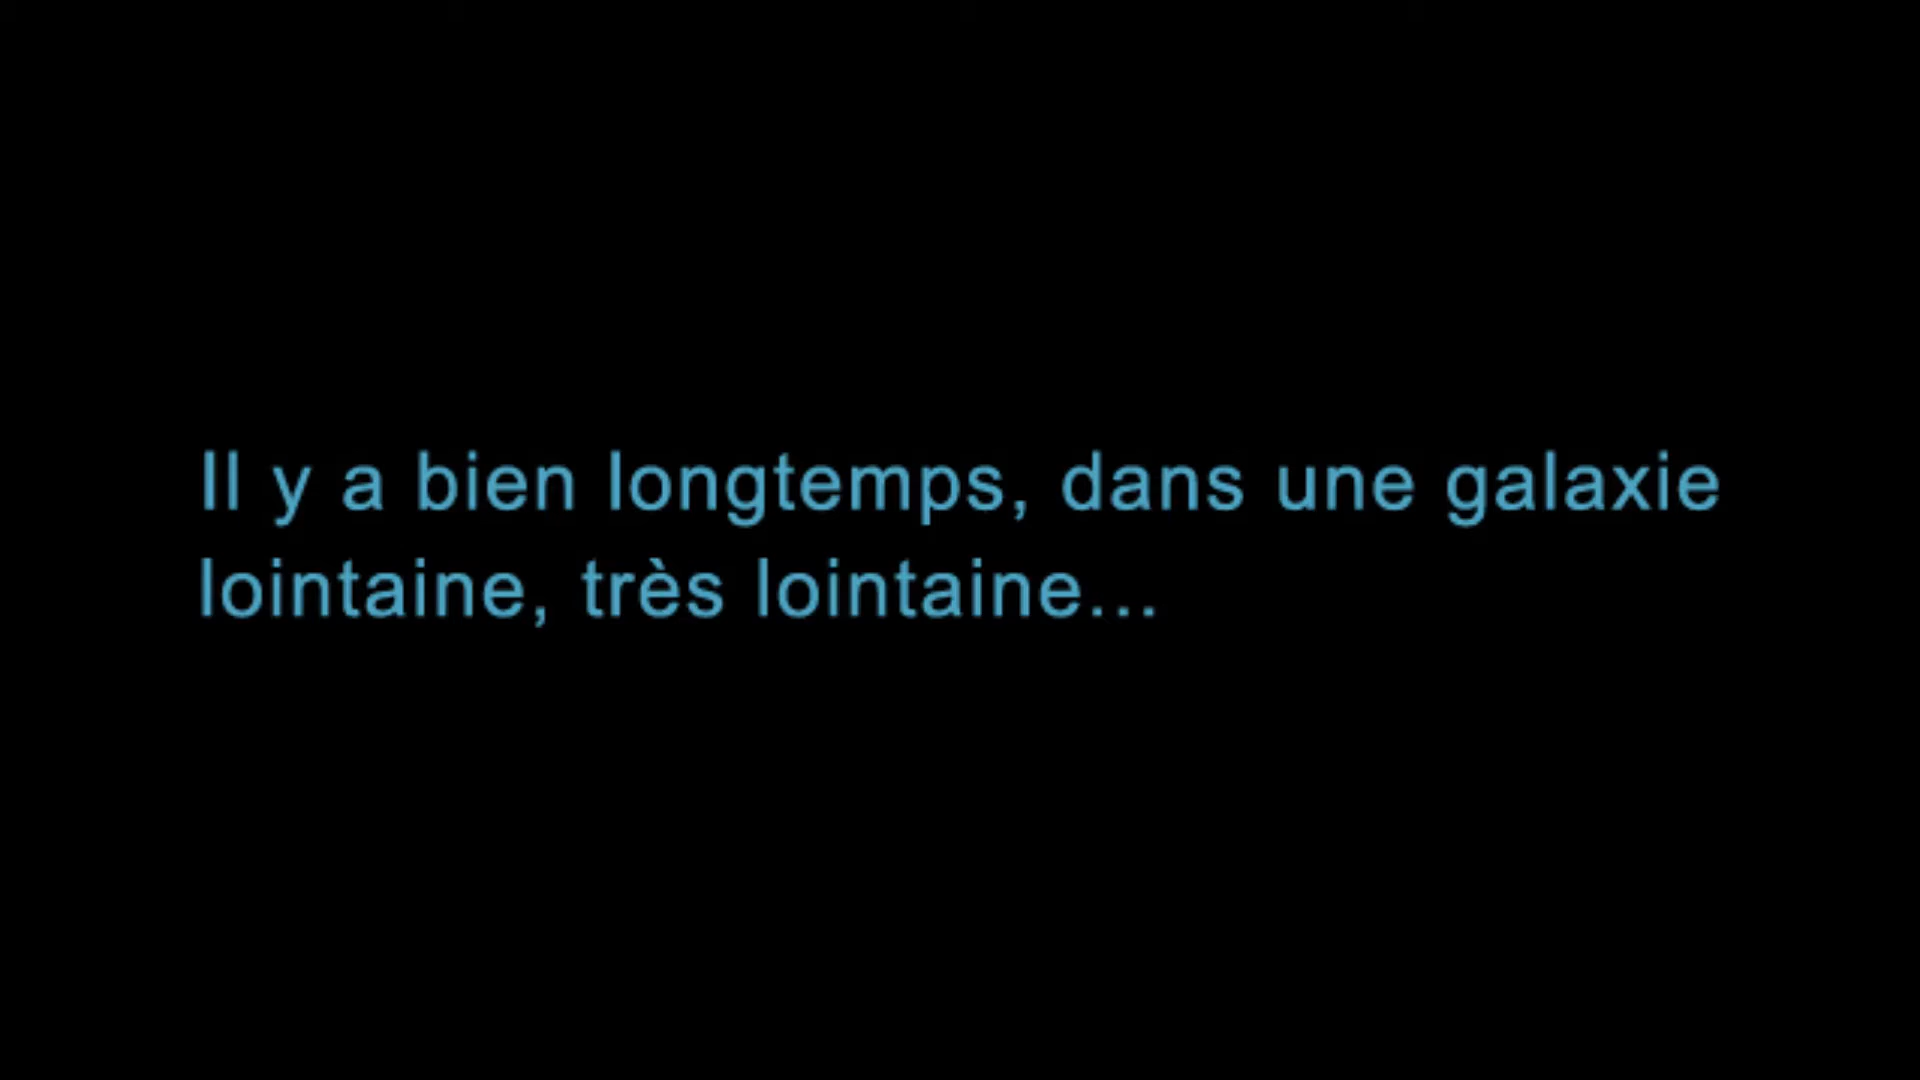 Il y a bien longtemps, dans une galaxie
lointaine, très lointaine...